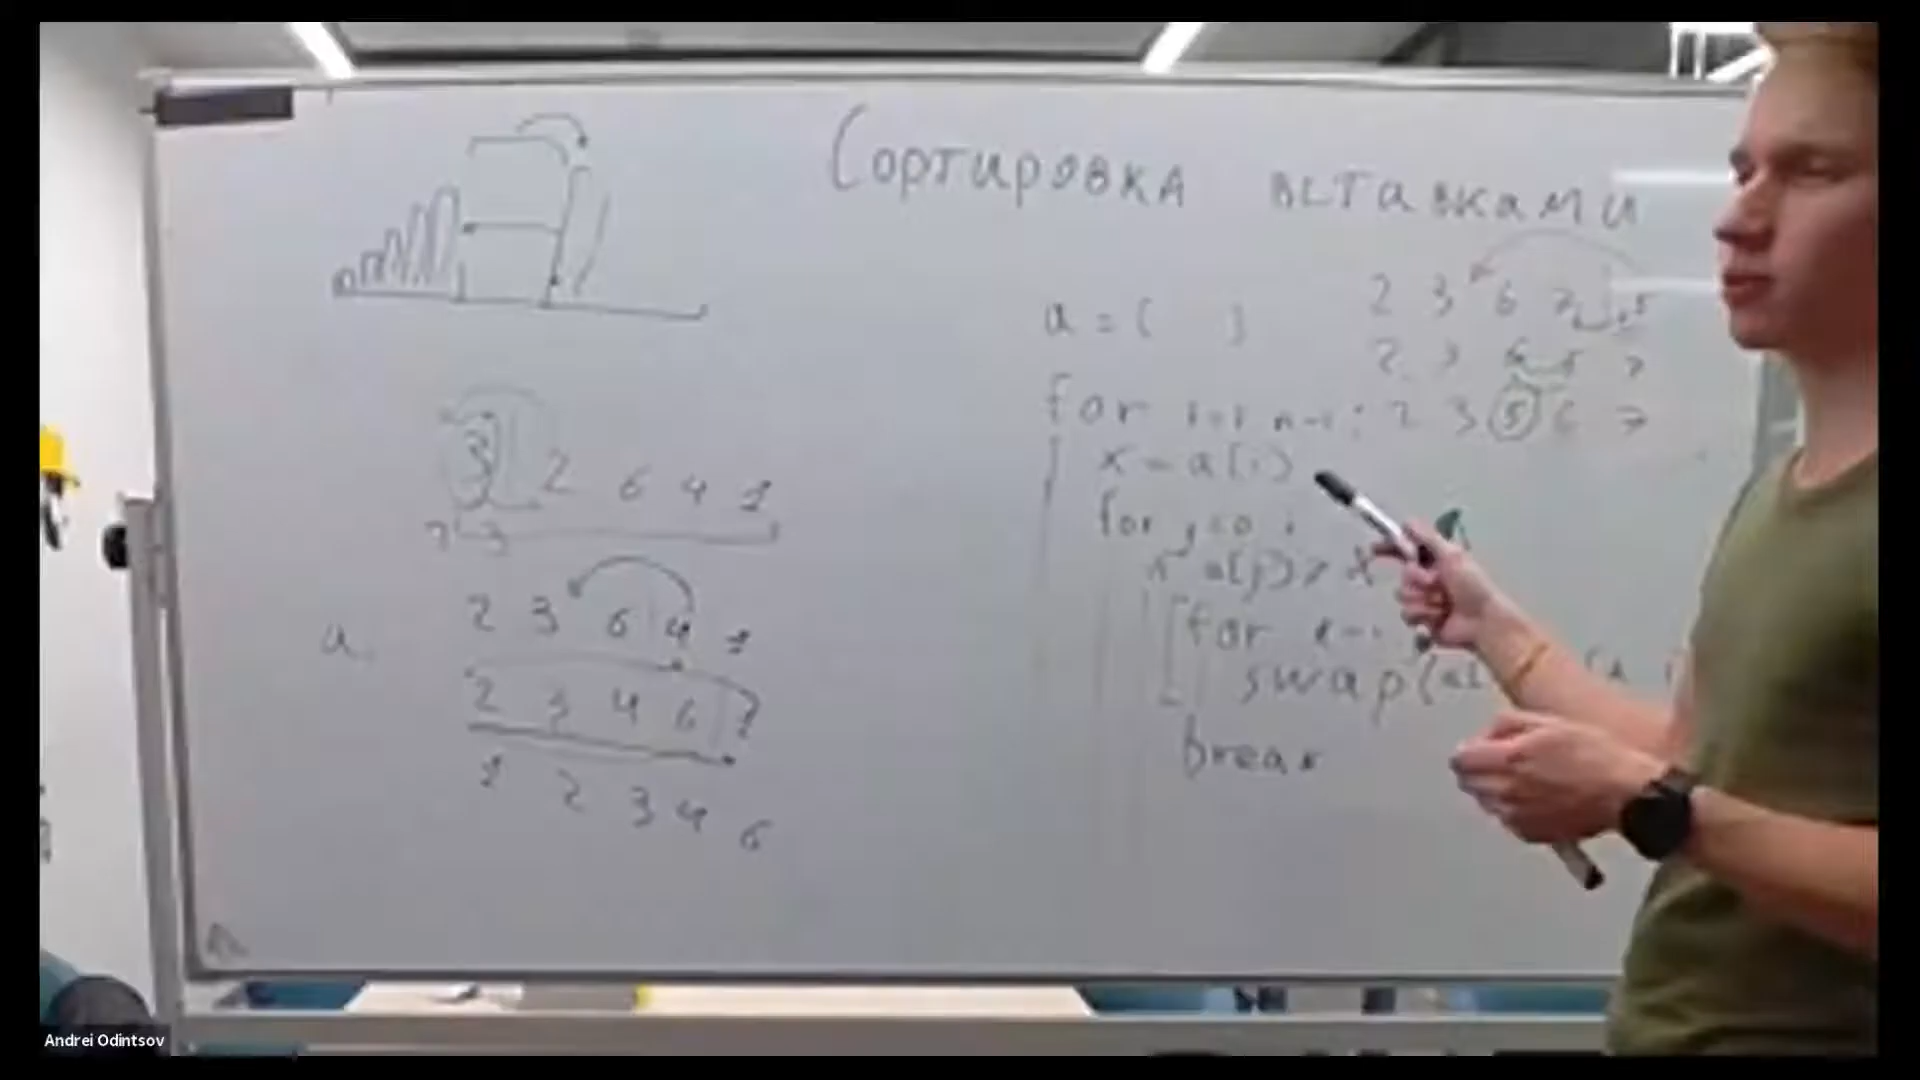 Сортировка вставками
3 2 6 4 1
2 3
2 3 6 4 1
a
2 3 4 6 1
1 2 3 4 6
2 3 6 7 5
2 3 6 5 7
2 3 5 6 7
a = [ ]
for i=1 n-1:
x = a[i]
for j=0 i
a[j] > x
for
swap(a[
break
Andrei Odintsov